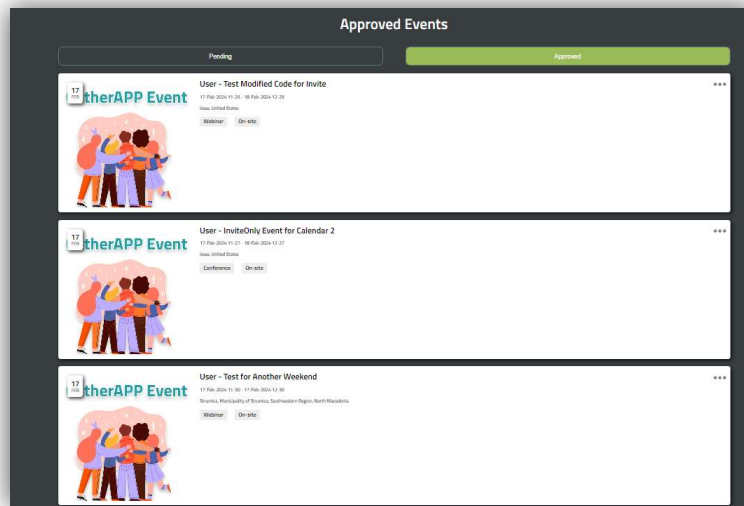 Approved Events
Pending
Approved
17
FEB
therAPP Event
User - Test Modified Code for Invite
17-Feb-2024 11:25 - 18-Feb-2024 12:25
Iowa, United States
Webinar On-site
17
FEB
therAPP Event
User - InviteOnly Event for Calendar 2
17-Feb-2024 11:27 - 18-Feb-2024 12:27
Iowa, United States
Conference On-site
17
FEB
therAPP Event
User - Test for Another Weekend
17-Feb-2024 11:30 - 17-Feb-2024 12:30
Strumica, Municipality of Strumica, Southeastern Region, North Macedonia
Webinar On-site